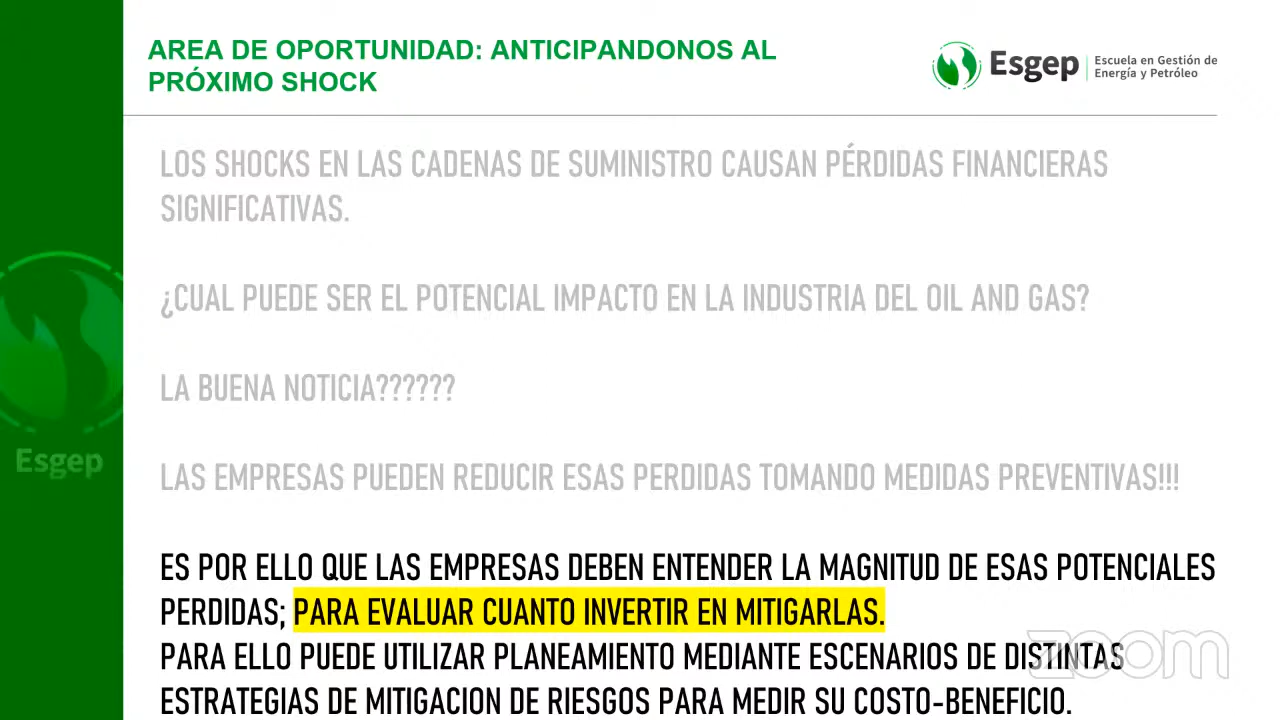 AREA DE OPORTUNIDAD: ANTICIPANDONOS AL
PRÓXIMO SHOCK
Esgep
Escuela en Gestión de
Energía y Petróleo
LOS SHOCKS EN LAS CADENAS DE SUMINISTRO CAUSAN PÉRDIDAS FINANCIERAS
SIGNIFICATIVAS.
¿CUAL PUEDE SER EL POTENCIAL IMPACTO EN LA INDUSTRIA DEL OIL AND GAS?
LA BUENA NOTICIA??????
LAS EMPRESAS PUEDEN REDUCIR ESAS PERDIDAS TOMANDO MEDIDAS PREVENTIVAS!!!
Esgep
ES POR ELLO QUE LAS EMPRESAS DEBEN ENTENDER LA MAGNITUD DE ESAS POTENCIALES
PERDIDAS; PARA EVALUAR CUANTO INVERTIR EN MITIGARLAS.
PARA ELLO PUEDE UTILIZAR PLANEAMIENTO MEDIANTE ESCENARIOS DE DISTINTAS
ESTRATEGIAS DE MITIGACION DE RIESGOS PARA MEDIR SU COSTO-BENEFICIO.
zoom